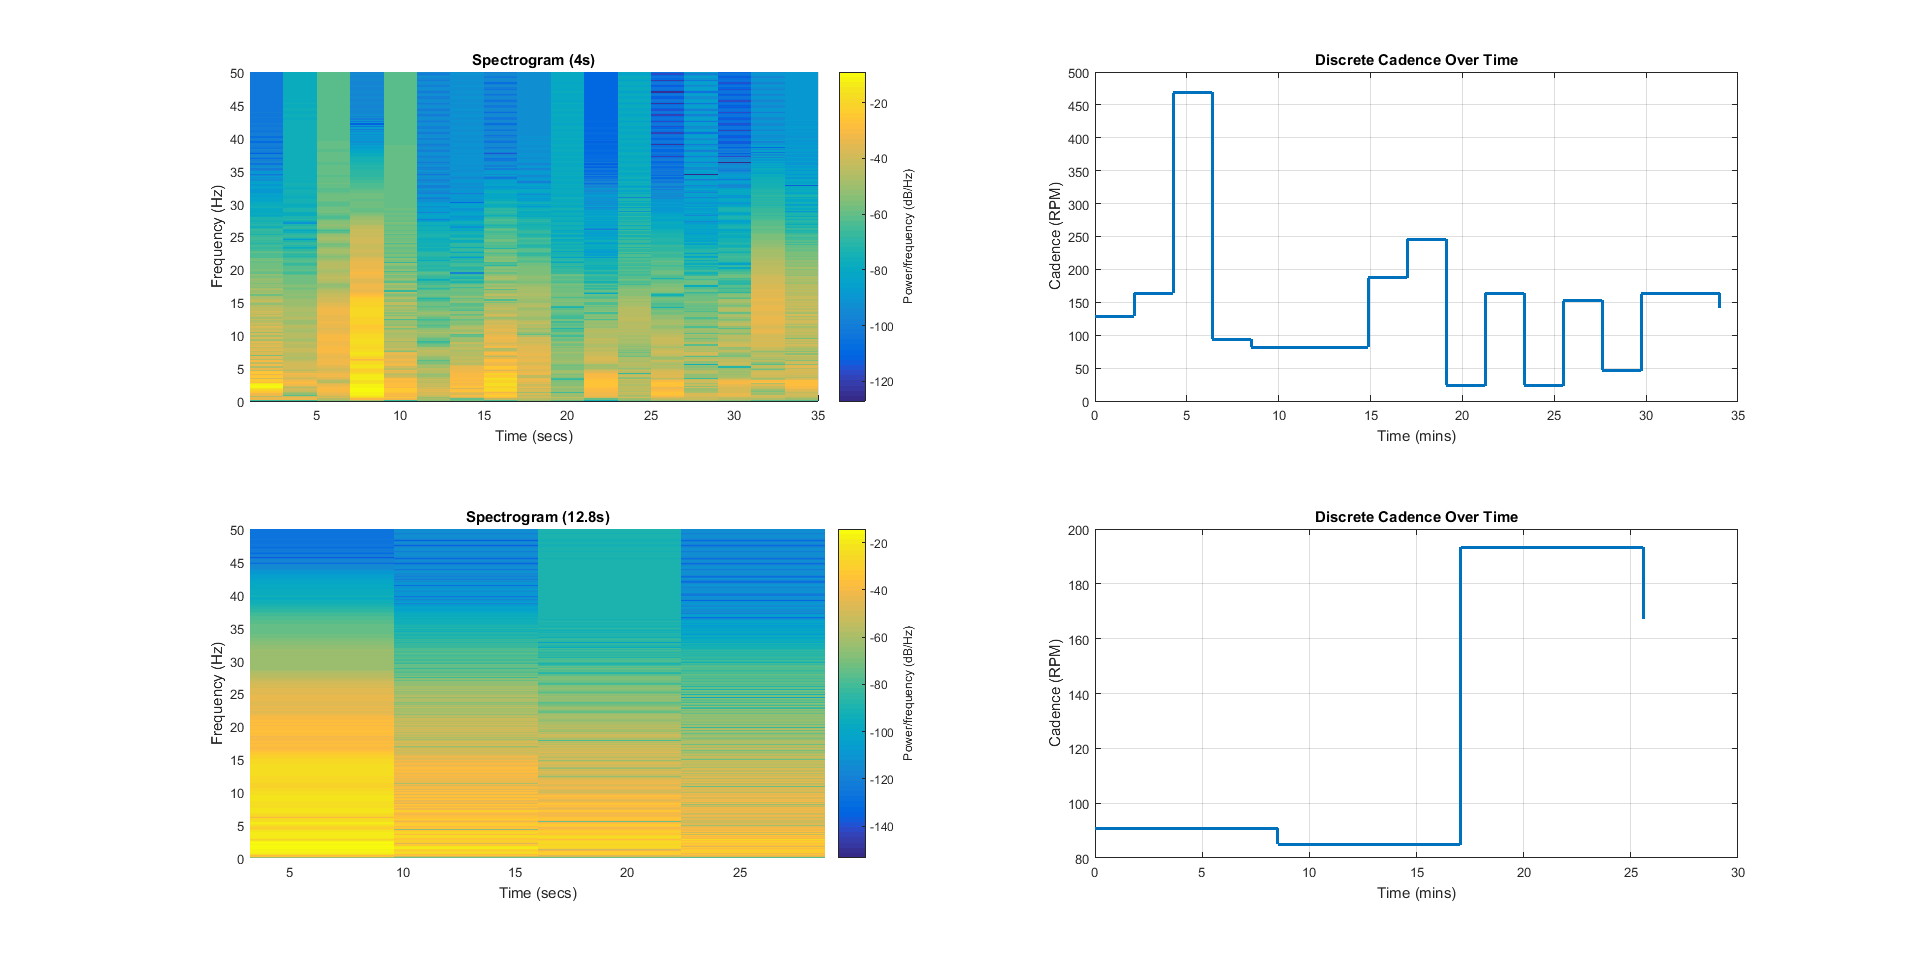 Spectrogram (4s)
50
45
40
35
30
25
20
15
10
5
0
Frequency (Hz)
5 10 15 20 25 30 35
Time (secs)
-20
-40
-60
-80
-100
-120
Power/frequency (dB/Hz)
Discrete Cadence Over Time
500
450
400
350
300
250
200
150
100
50
0
Cadence (RPM)
0 5 10 15 20 25 30 35
Time (mins)
Spectrogram (12.8s)
50
45
40
35
30
25
20
15
10
5
0
Frequency (Hz)
5 10 15 20 25
Time (secs)
-20
-40
-60
-80
-100
-120
-140
Power/frequency (dB/Hz)
Discrete Cadence Over Time
200
180
160
140
120
100
80
Cadence (RPM)
0 5 10 15 20 25 30
Time (mins)